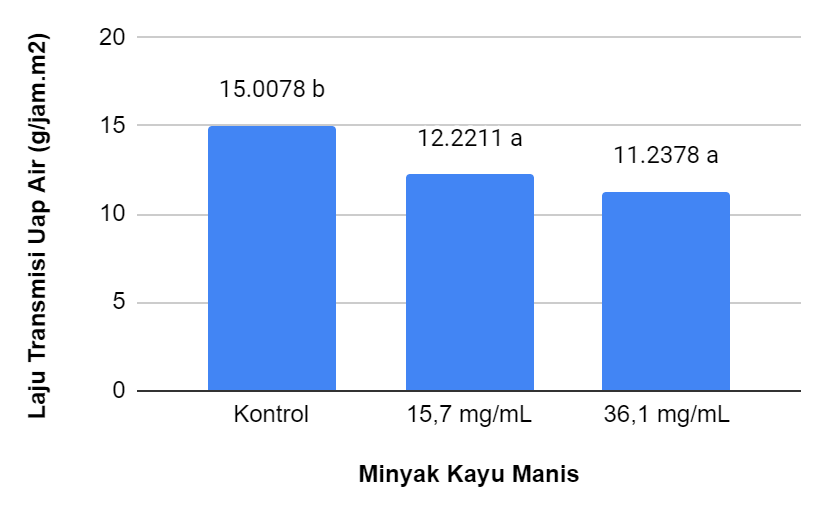 Laju Transmisi Uap Air (g/jam.m2)
20
15
10
5
0
15.0078 b
12.2211 a
11.2378 a
Kontrol
15,7 mg/mL
36,1 mg/mL
Minyak Kayu Manis